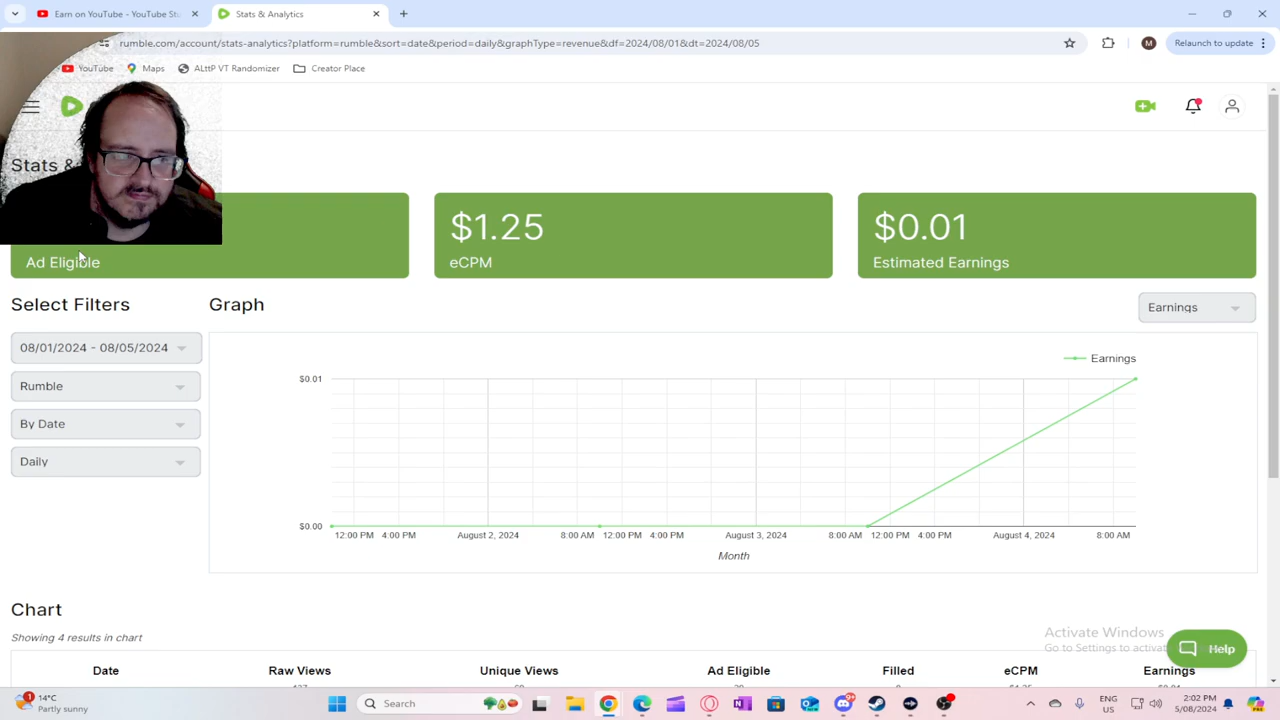 Earn on YouTube - YouTube Stu
Stats & Analytics
rumble.com/account/stats-analytics?platform=rumble&sort=date&period=daily&graphType=revenue&df=2024/08/01&dt=2024/08/05
M
Relaunch to update
YouTube
Maps
ALttP VT Randomizer
Creator Place
Stats &
Ad Eligible
$1.25
eCPM
$0.01
Estimated Earnings
Select Filters
Graph
Earnings
08/01/2024 - 08/05/2024
Rumble
By Date
Daily
Earnings
$0.01
$0.00
12:00 PM 4:00 PM August 2, 2024 8:00 AM 12:00 PM 4:00 PM August 3, 2024 8:00 AM 12:00 PM 4:00 PM August 4, 2024 8:00 AM
Month
Chart
Showing 4 results in chart
Activate Windows
Go to Settings to activat
Help
Date Raw Views Unique Views Ad Eligible Filled eCPM Earnings
1
14°C
Partly sunny
Search
9+
ENG
US
2:02 PM
5/08/2024